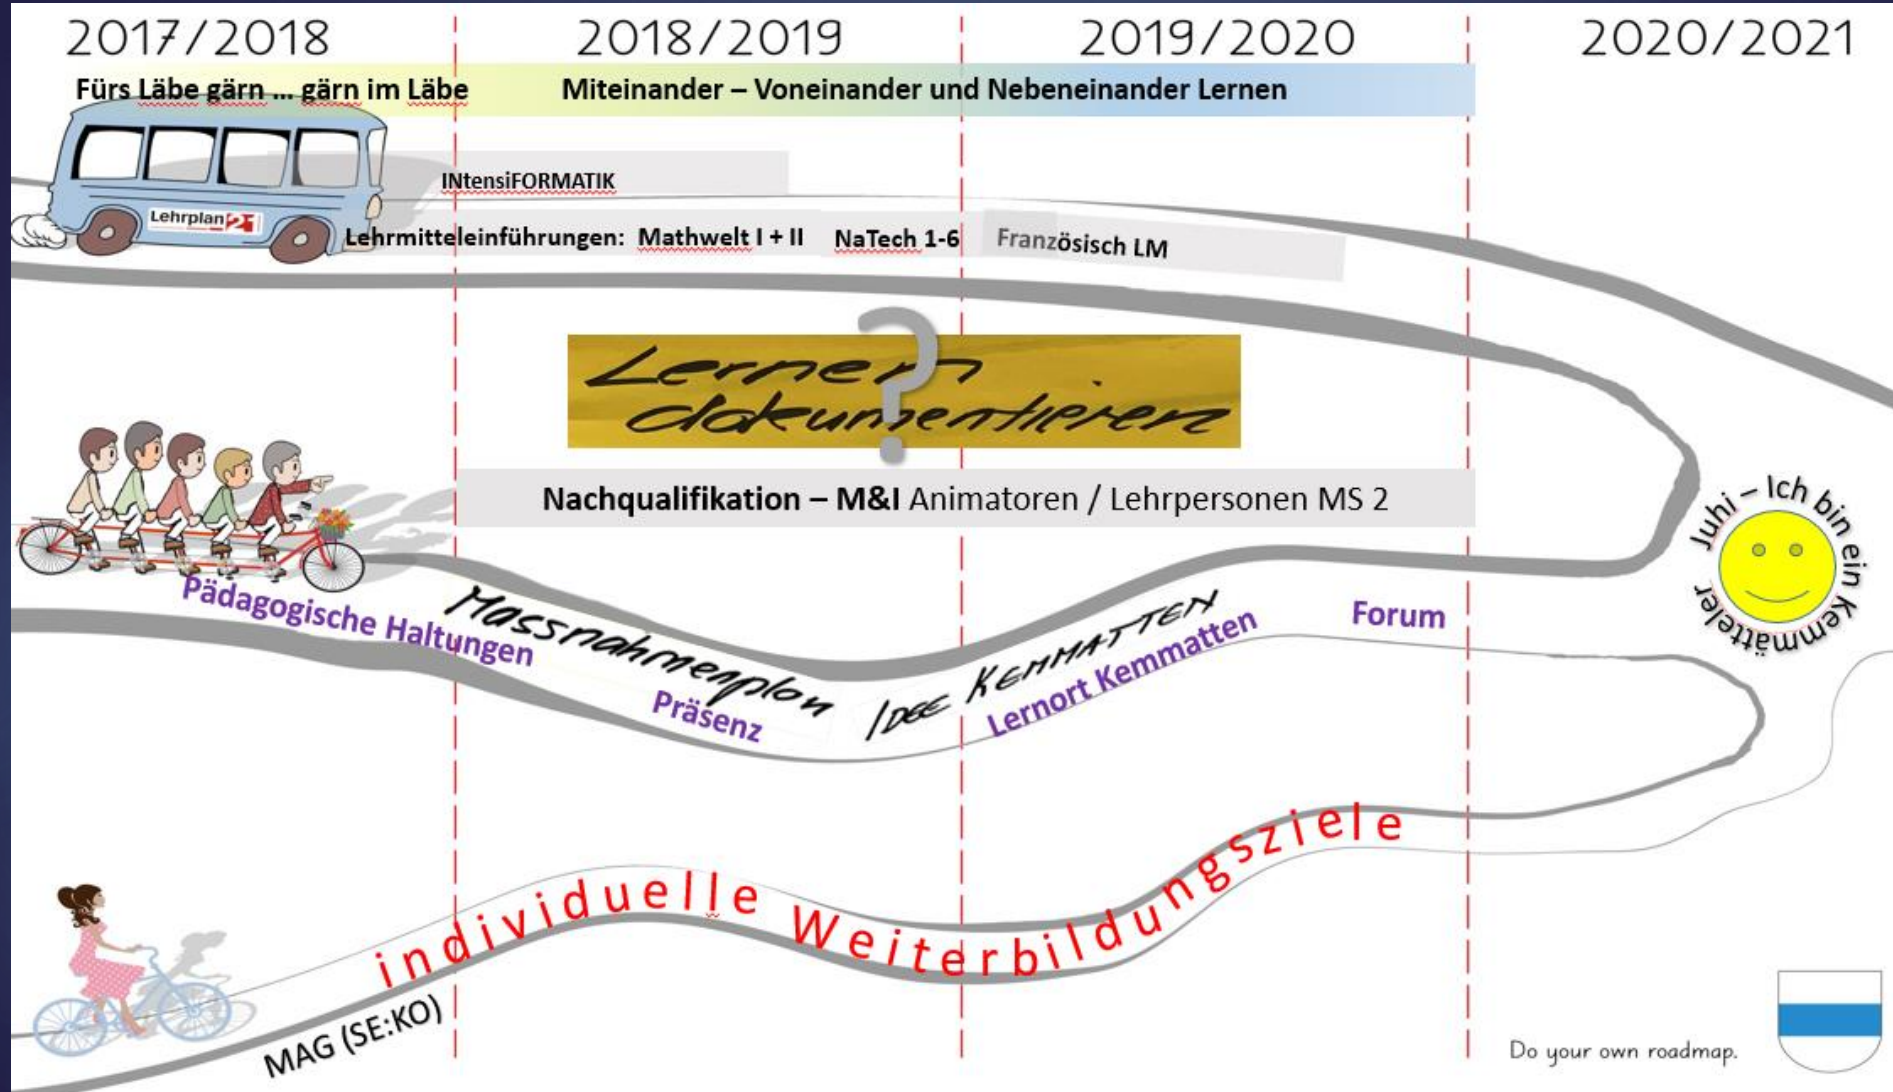 2017/2018 2018/2019 2019/2020 2020/2021
Fürs Läbe gärn ... gärn im Läbe Miteinander – Voneinander und Nebeneinander Lernen
INtensiFORMATIK
Lehrplan 21
Lehrmitteleinführungen: Mathwelt I + II NaTech 1-6 Französisch LM
?
Lernen
dokumentieren
Nachqualifikation – M&I Animatoren / Lehrpersonen MS 2
Juhi – Ich bin ein Kemmätteler
Pädagogische Haltungen
Massnahmenplan
Präsenz
IDEE KEMMATTEN
Lernort Kemmatten
Forum
individuelle Weiterbildungsziele
MAG (SE:KO)
Do your own roadmap.